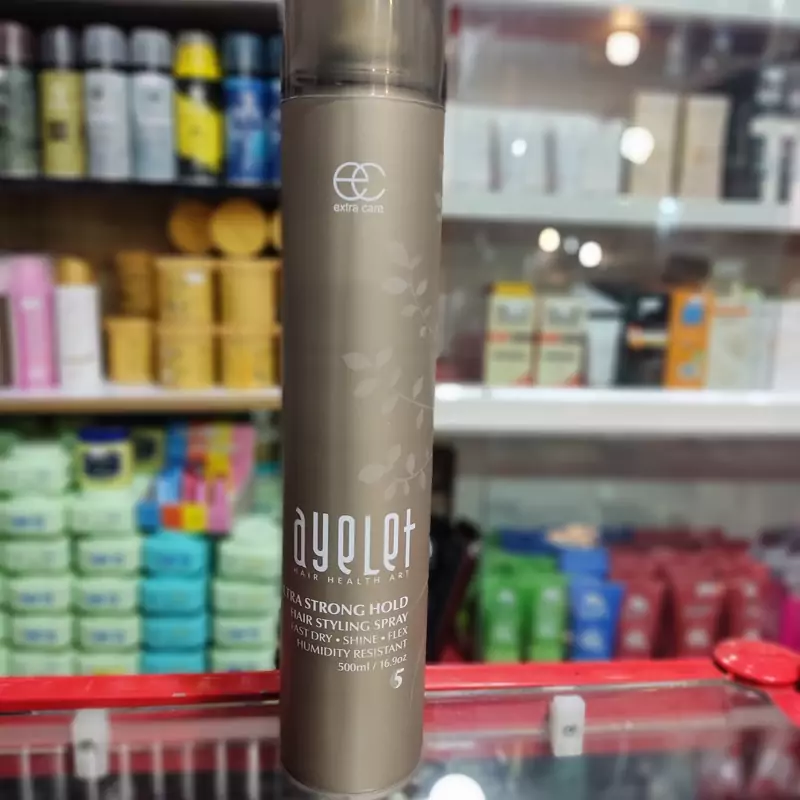 EC
extra care
ayelet
HAIR HEALTH ART
TRA STRONG HOLD
HAIR STYLING SPRAY
FAST DRY • SHINE • FLEX
HUMIDITY RESISTANT
500ml / 16.9oz
5